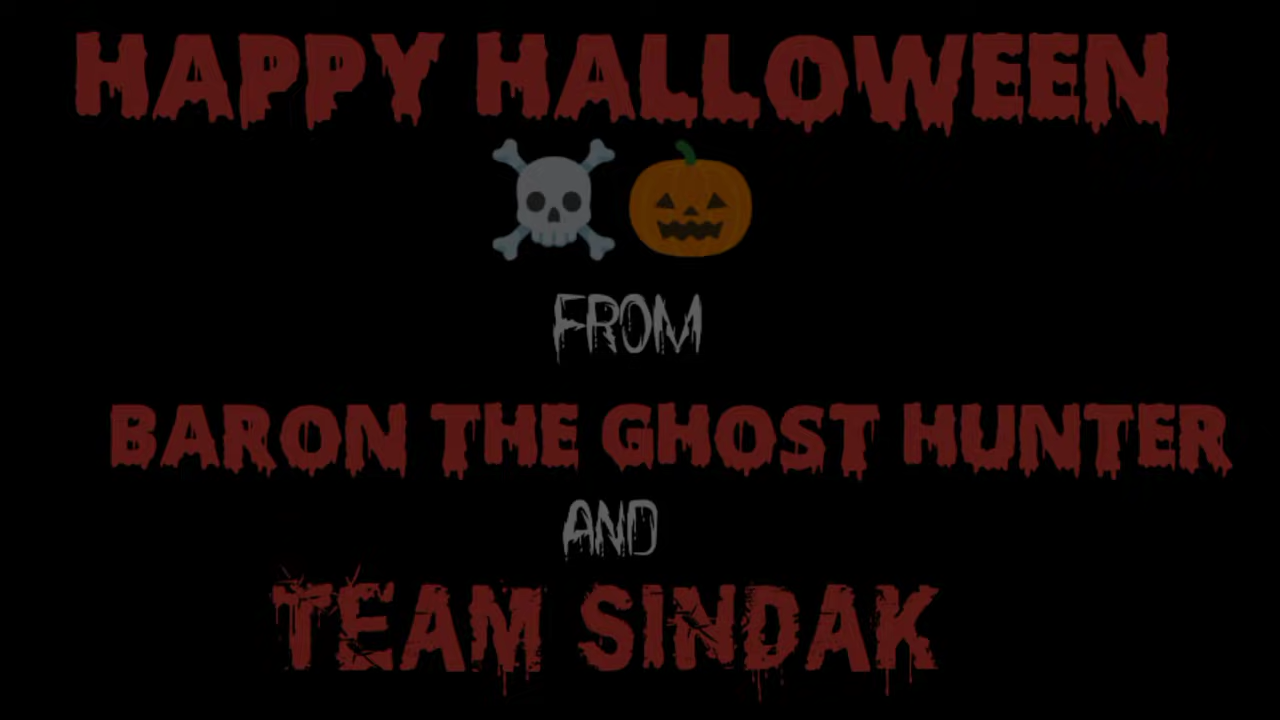 HAPPY HALLOWEEN
☠️🎃
FROM
BARON THE GHOST HUNTER
AND
TEAM SINDAK